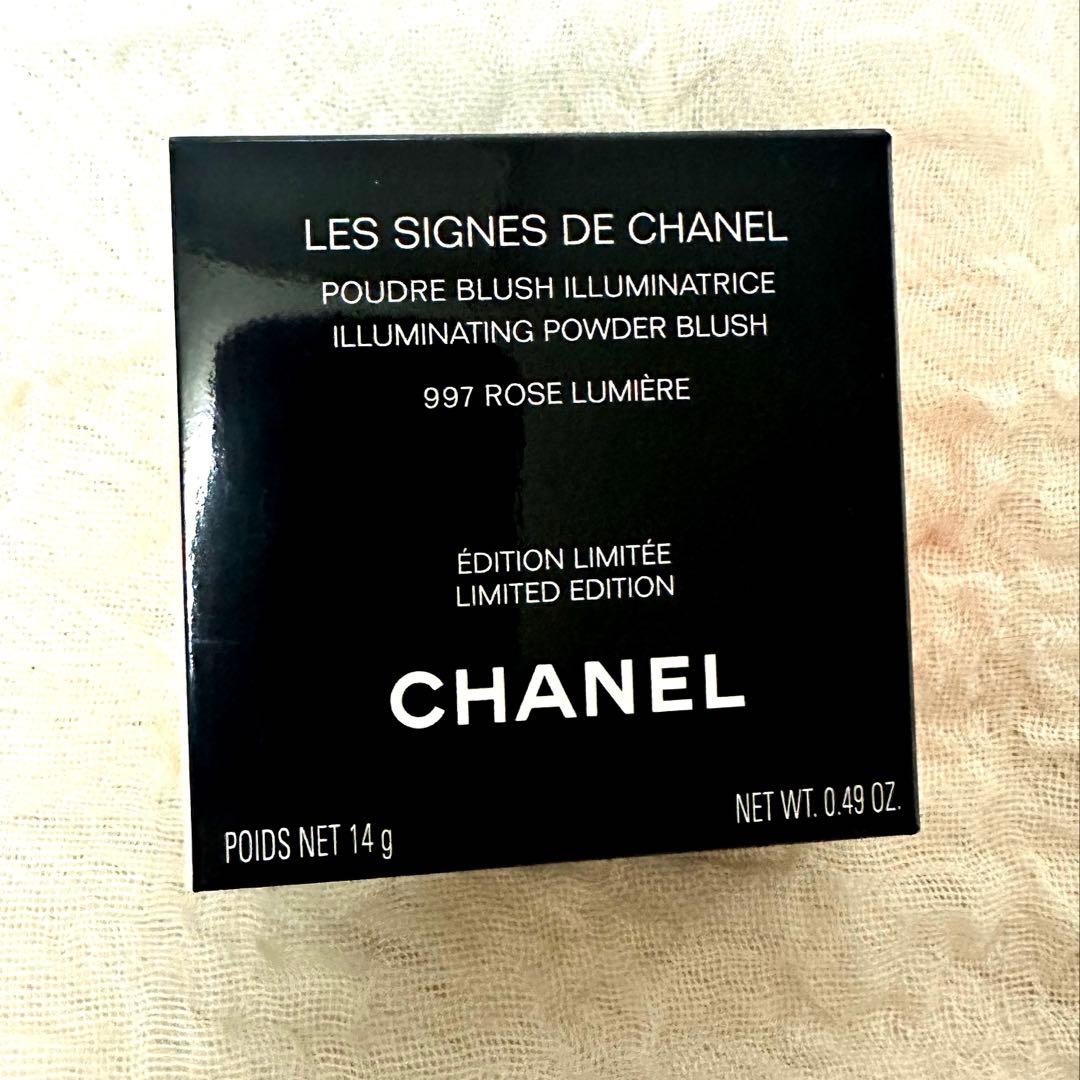 LES SIGNES DE CHANEL
POUDRE BLUSH ILLUMINATRICE
ILLUMINATING POWDER BLUSH
997 ROSE LUMIÈRE
ÉDITION LIMITÉE
LIMITED EDITION
CHANEL
POIDS NET 14 g
NET WT. 0.49 OZ.